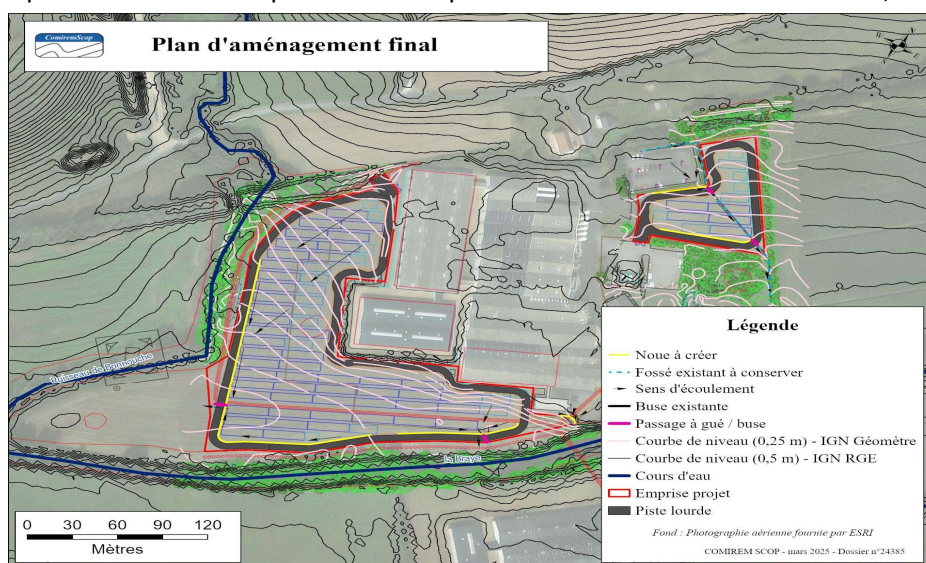 ComiremScop
Plan d'aménagement final
Ruisseau de Bonnouche
la Braye
Légende
Noue à créer
Fossé existant à conserver
Sens d'écoulement
Buse existante
Passage à gué / buse
Courbe de niveau (0,25 m) - IGN Géomètre
Courbe de niveau (0,5 m) - IGN RGE
Cours d'eau
Emprise projet
Piste lourde
Fond : Photographie aérienne fournie par ESRI
COMIREM SCOP - mars 2025 - Dossier n°24385
0 30 60 90 120
Mètres